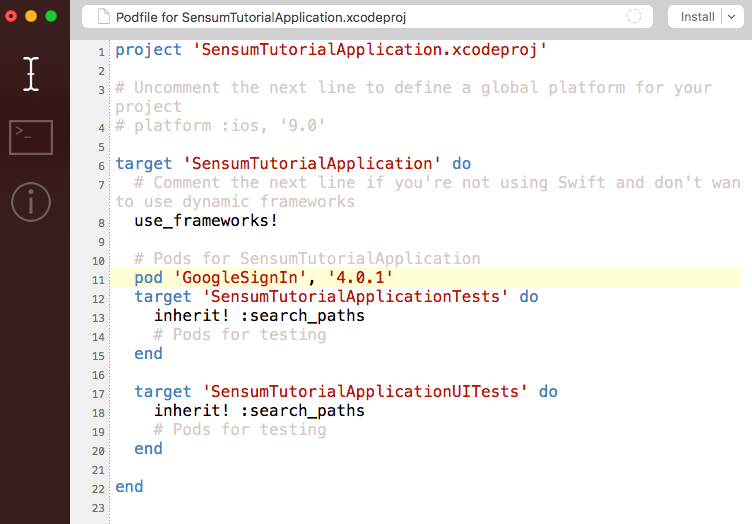 Podfile for SensumTutorialApplication.xcodeproj
Install
1 project 'SensumTutorialApplication.xcodeproj'
2
3 # Uncomment the next line to define a global platform for your
project
4 # platform :ios, '9.0'
5
6 target 'SensumTutorialApplication' do
7 # Comment the next line if you're not using Swift and don't wan
to use dynamic frameworks
8 use_frameworks!
9
10 # Pods for SensumTutorialApplication
11 pod 'GoogleSignIn', '4.0.1'
12 target 'SensumTutorialApplicationTests' do
13 inherit! :search_paths
14 # Pods for testing
15 end
16
17 target 'SensumTutorialApplicationUITests' do
18 inherit! :search_paths
19 # Pods for testing
20 end
21
22 end
23